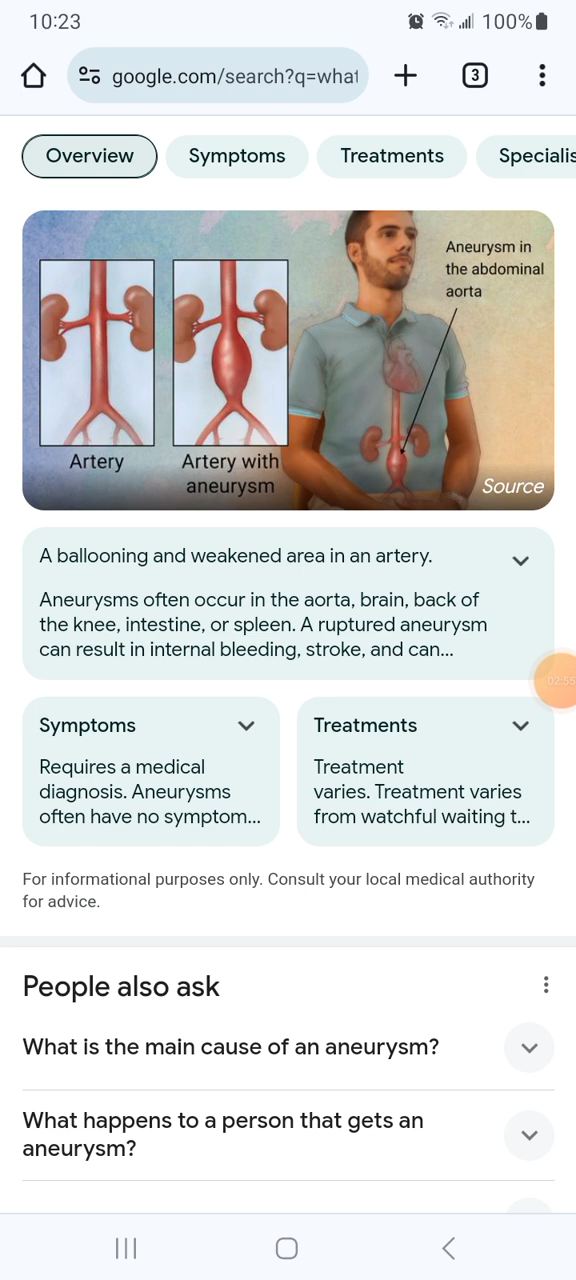 10:23
100%
google.com/search?q=what
3
Overview
Symptoms
Treatments
Specialis
Aneurysm in
the abdominal
aorta
Artery
Artery with
aneurysm
Source
A ballooning and weakened area in an artery.
Aneurysms often occur in the aorta, brain, back of
the knee, intestine, or spleen. A ruptured aneurysm
can result in internal bleeding, stroke, and can...
02:55
Symptoms
Requires a medical
diagnosis. Aneurysms
often have no symptom...
Treatments
Treatment
varies. Treatment varies
from watchful waiting t...
For informational purposes only. Consult your local medical authority
for advice.
People also ask
What is the main cause of an aneurysm?
What happens to a person that gets an
aneurysm?